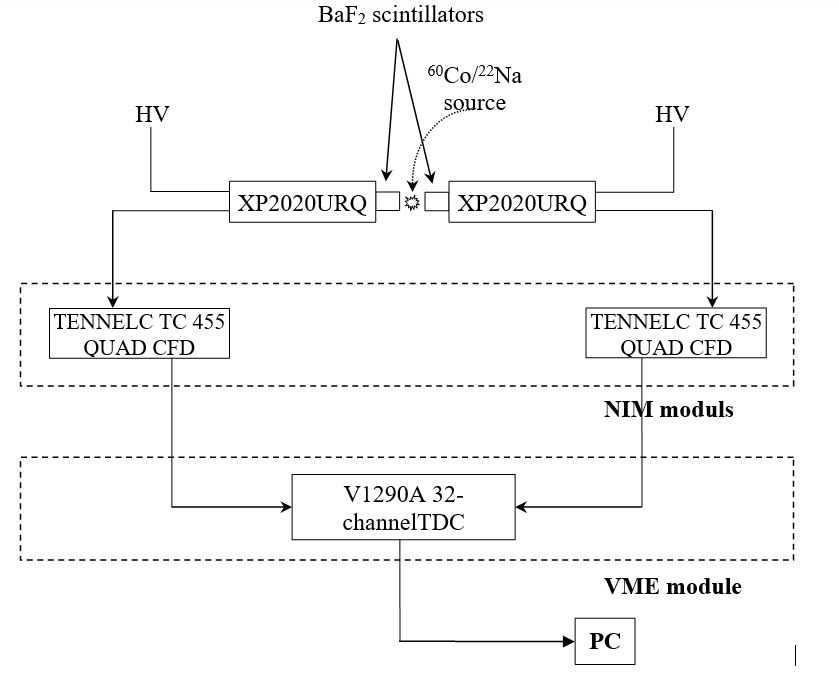 BaF₂ scintillators
⁶⁰Co/²²Na
source
HV
HV
XP2020URQ
XP2020URQ
TENNELC TC 455
QUAD CFD
TENNELC TC 455
QUAD CFD
NIM moduls
V1290A 32-
channelTDC
VME module
PC